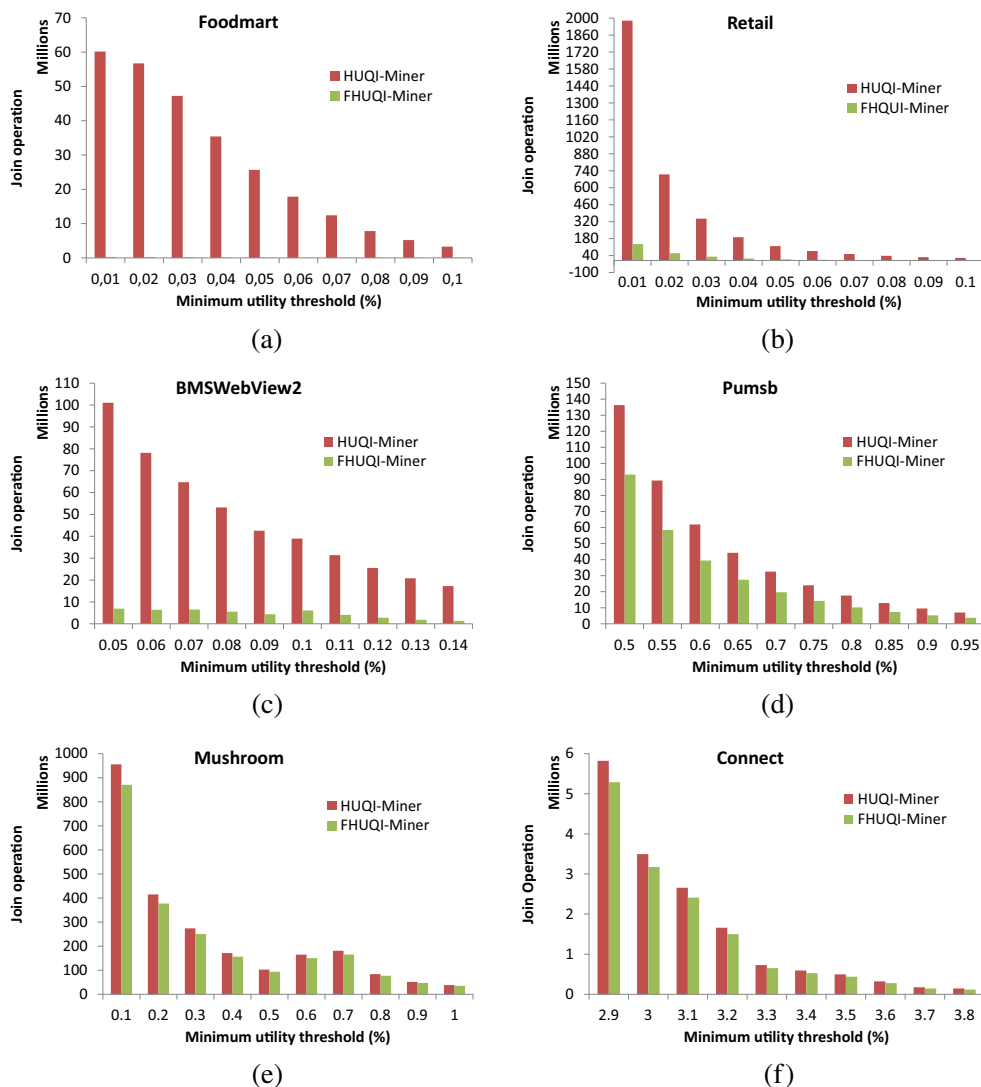 Foodmart
Millions
Join operation
70
60
50
40
30
20
10
0
HUQI-Miner
FHUQI-Miner
0,01 0,02 0,03 0,04 0,05 0,06 0,07 0,08 0,09 0,1
Minimum utility threshold (%)
(a)
Retail
Millions
Join operation
2000
1860
1720
1580
1440
1300
1160
1020
880
740
600
460
320
180
40
-100
HUQI-Miner
FHQUI-Miner
0.01 0.02 0.03 0.04 0.05 0.06 0.07 0.08 0.09 0.1
Minimum utility threshold (%)
(b)
BMSWebView2
Millions
Join operation
110
100
90
80
70
60
50
40
30
20
10
0
HUQI-Miner
FHUQI-Miner
0.05 0.06 0.07 0.08 0.09 0.1 0.11 0.12 0.13 0.14
Minimum utility threshold (%)
(c)
Pumsb
Millions
Join operation
150
140
130
120
110
100
90
80
70
60
50
40
30
20
10
0
HUQI-Miner
FHUQI-Miner
0.5 0.55 0.6 0.65 0.7 0.75 0.8 0.85 0.9 0.95
Minimum utility threshold (%)
(d)
Mushroom
Millions
Join operation
1000
900
800
700
600
500
400
300
200
100
0
HUQI-Miner
FHUQI-Miner
0.1 0.2 0.3 0.4 0.5 0.6 0.7 0.8 0.9 1
Minimum utility threshold (%)
(e)
Connect
Millions
Join Operation
6
5
4
3
2
1
0
HUQI-Miner
FHUQI-Miner
2.9 3 3.1 3.2 3.3 3.4 3.5 3.6 3.7 3.8
Minimum utility threshold (%)
(f)